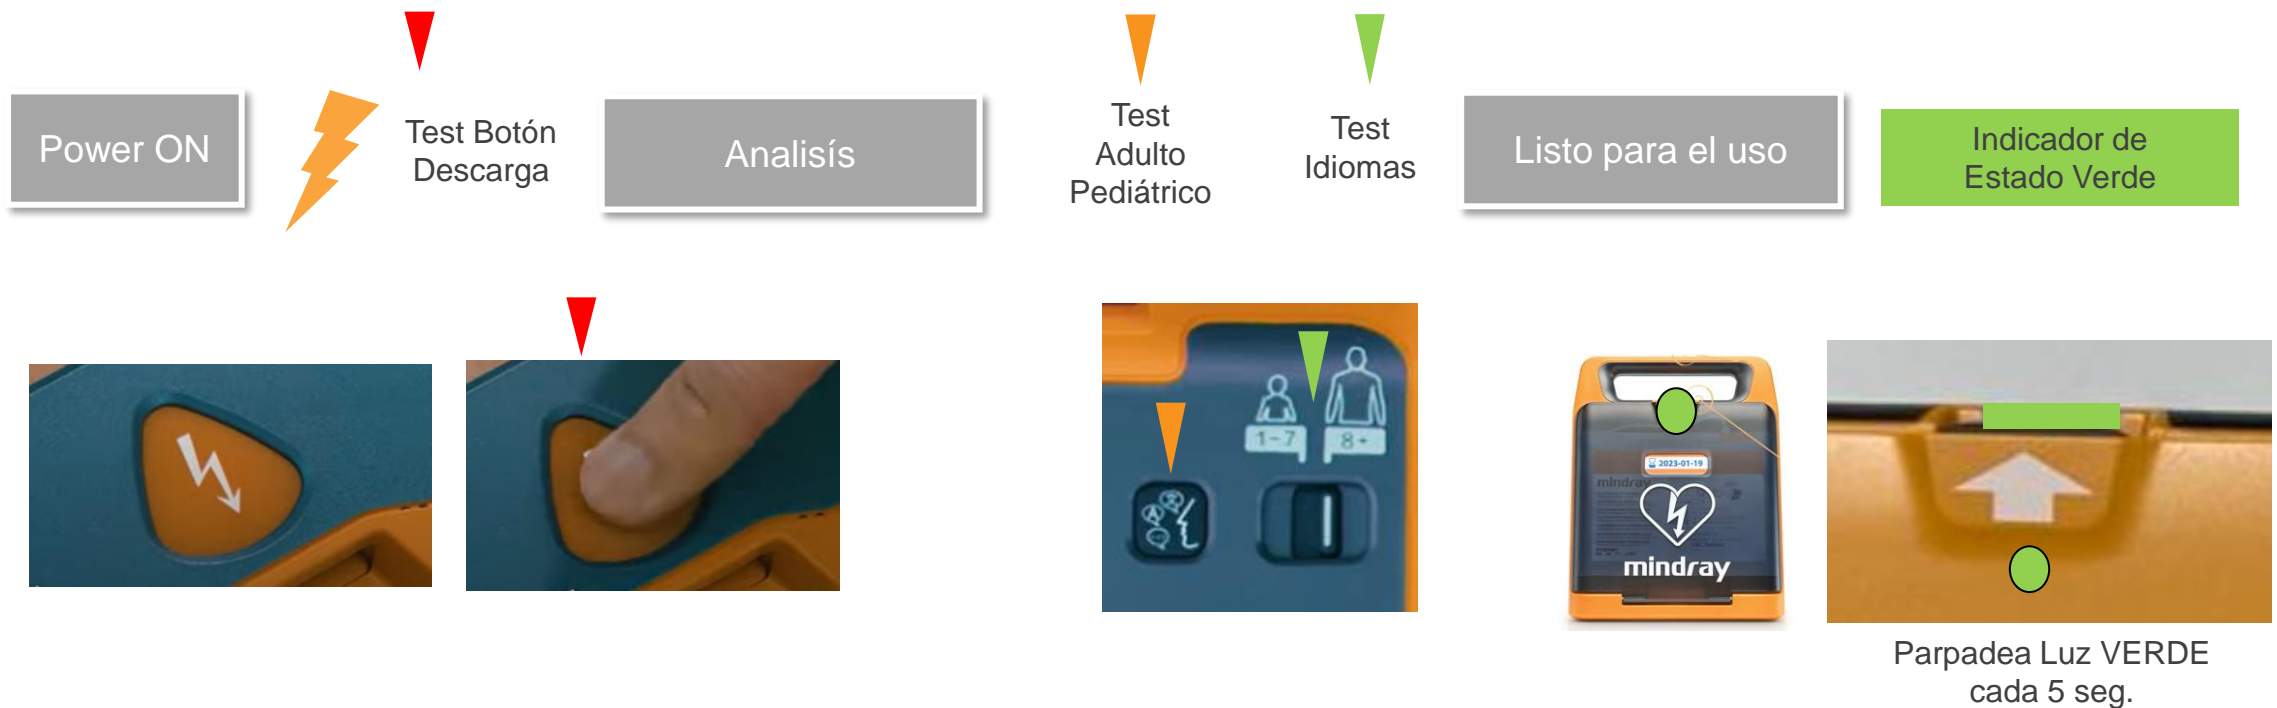 Power ON
Test Botón
Descarga
Analisís
Test
Adulto
Pediátrico
Test
Idiomas
Listo para el uso
Indicador de
Estado Verde
1-7
8+
2023-01-19
mindray
mindray
Parpadea Luz VERDE
cada 5 seg.